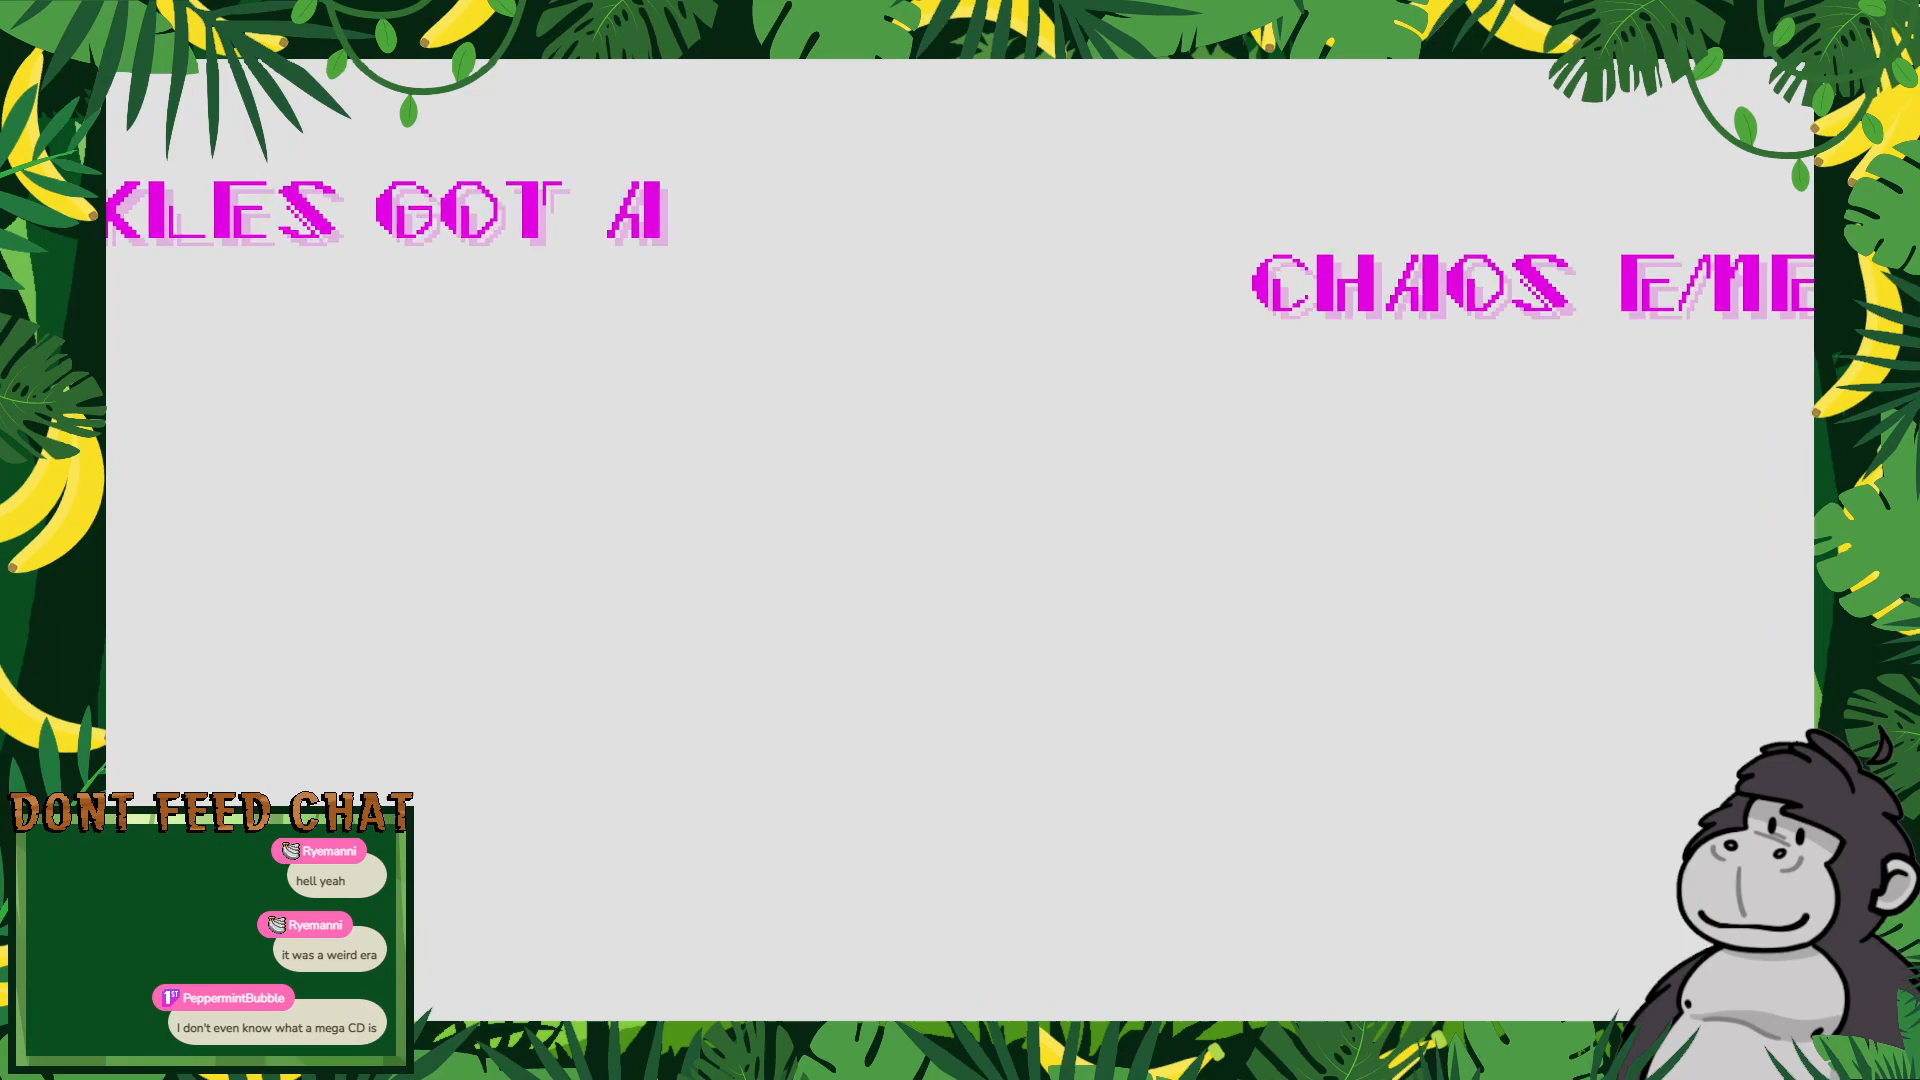 KLES GOT A
CHAOS EME
DONT FEED CHAT
Ryemanni
hell yeah
Ryemanni
it was a weird era
1ST PeppermintBubble
I don't even know what a mega CD is